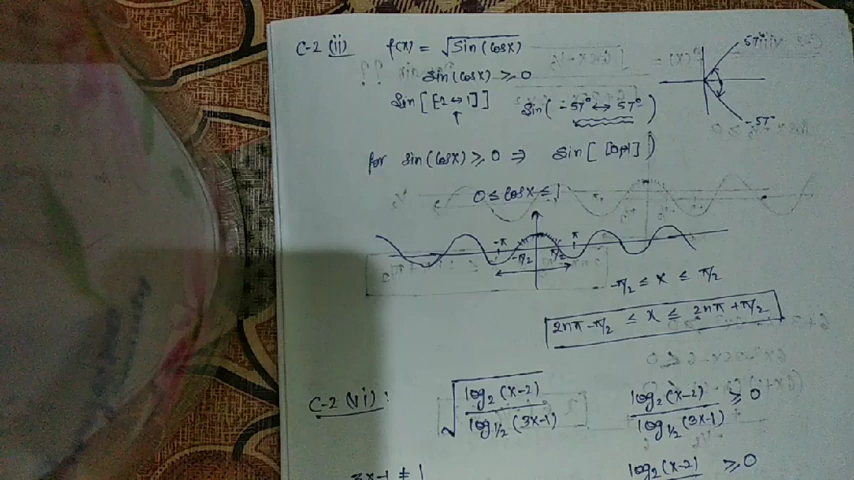 C-2 (ii) f(x) = √sin(cosx)
sin(cosx) ≥ 0
sin[[-1 ↔ 1]] sin(-57° ↔ 57°)
57°
-57°
for sin(cosx) ≥ 0 ⇒ sin[[0,1]]
0 ≤ cosx ≤ 1
-π -π/2 π/2 π
-π/2 ≤ x ≤ π/2
2nπ - π/2 ≤ x ≤ 2nπ + π/2
C-2 (vi) : √(log₂(x-2) / log₁/₂(3x-1)) log₂(x-2) / log₁/₂(3x-1) ≥ 0
3x-1 ≠ 1 log₂(x-2) ≥ 0